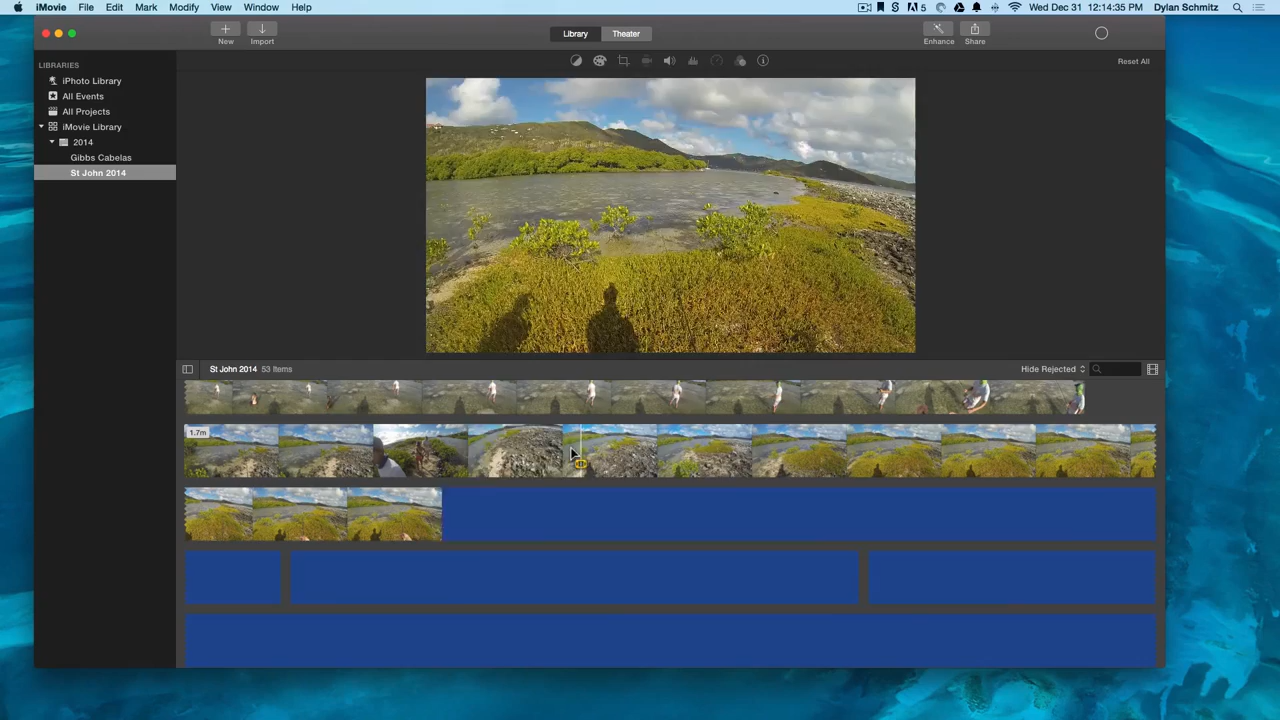 iMovie File Edit Mark Modify View Window Help
5 Wed Dec 31 12:14:35 PM Dylan Schmitz
New Import
Library Theater
Enhance Share
Reset All
LIBRARIES
iPhoto Library
All Events
All Projects
iMovie Library
2014
Gibbs Cabelas
St John 2014
St John 2014 53 Items
Hide Rejected
1.7m